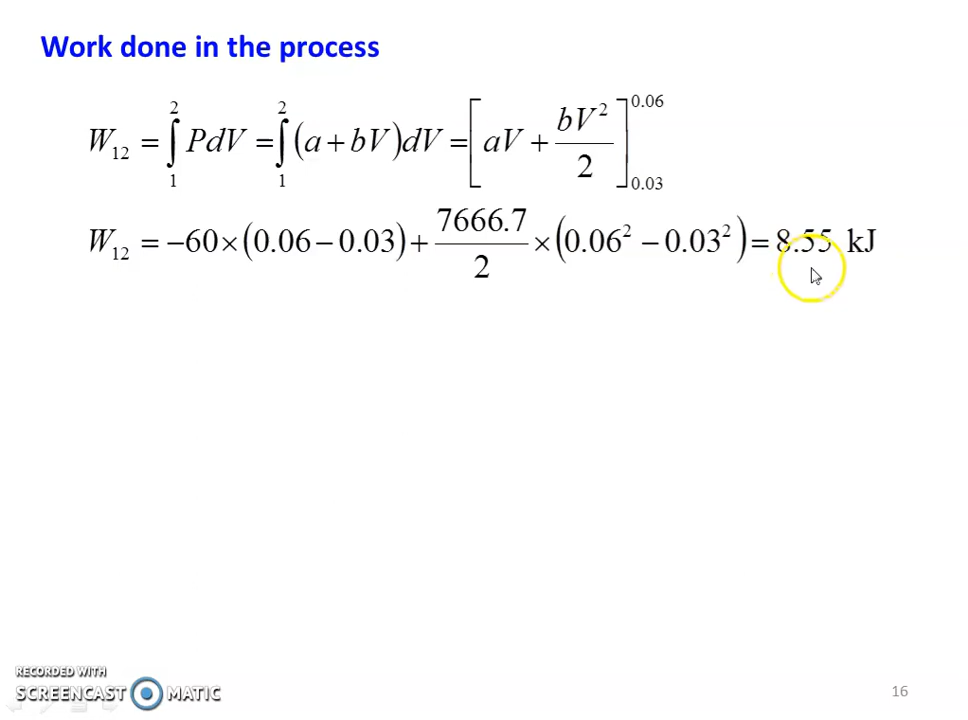 Work done in the process
W₁₂ = ∫₁² PdV = ∫₁² (a + bV)dV = [aV + bV²/2]₀.₀₃^0.06
W₁₂ = −60 × (0.06 − 0.03) + 7666.7/2 × (0.06² − 0.03²) = 8.55 kJ
RECORDED WITH
SCREENCAST MATIC
16